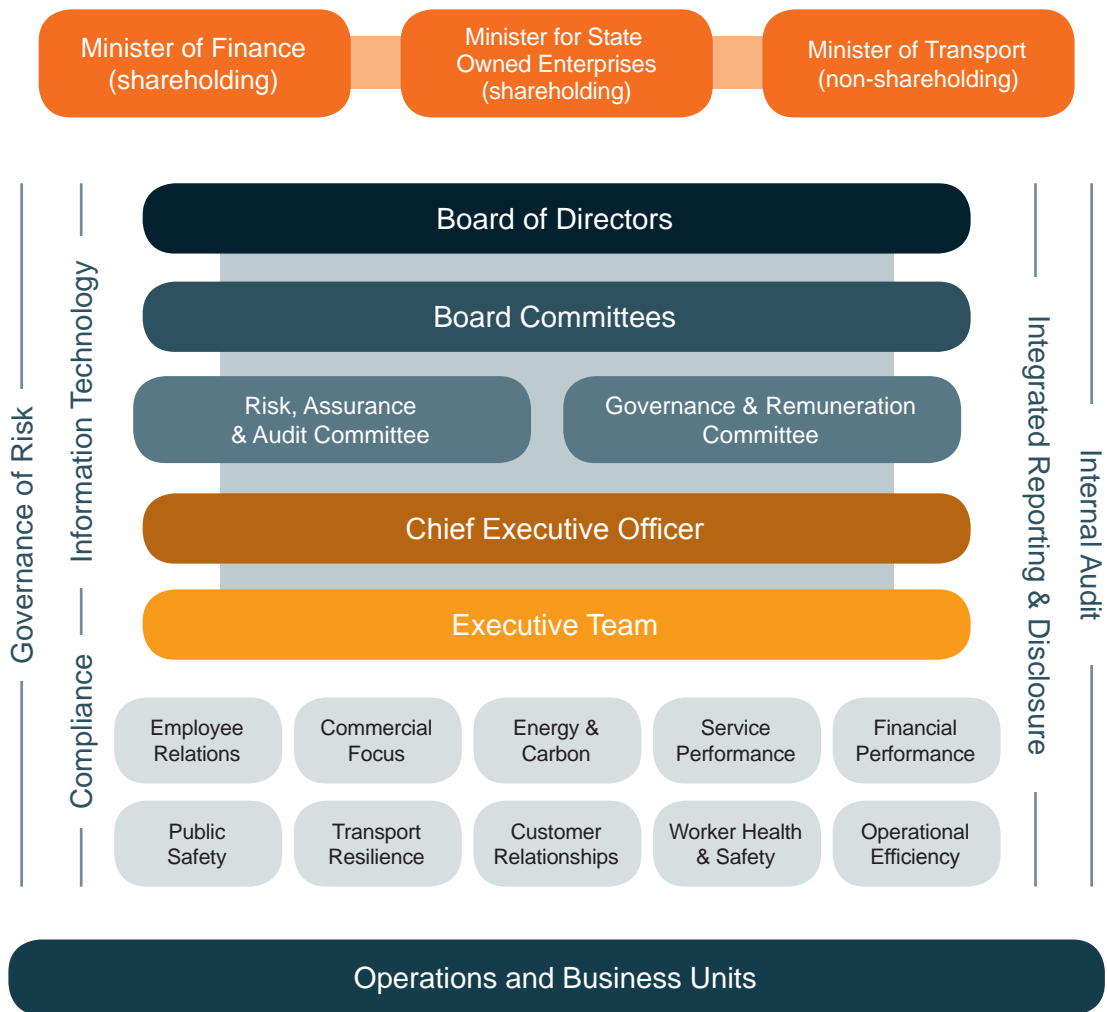 Minister of Finance
(shareholding)
Minister for State
Owned Enterprises
(shareholding)
Minister of Transport
(non-shareholding)
Governance of Risk
Information Technology
Compliance
Board of Directors
Board Committees
Risk, Assurance
& Audit Committee
Governance & Remuneration
Committee
Chief Executive Officer
Executive Team
Employee
Relations
Commercial
Focus
Energy &
Carbon
Service
Performance
Financial
Performance
Public
Safety
Transport
Resilience
Customer
Relationships
Worker Health
& Safety
Operational
Efficiency
Integrated Reporting & Disclosure
Internal Audit
Operations and Business Units